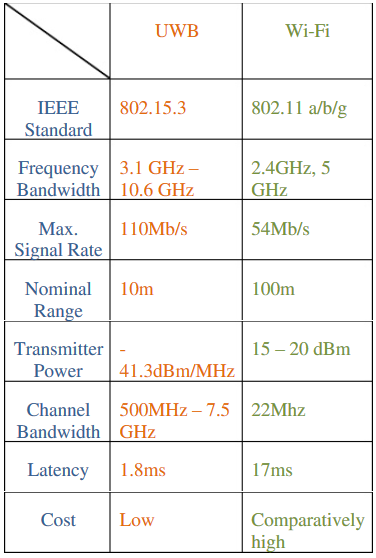 UWB Wi-Fi
IEEE 802.15.3 802.11 a/b/g
Standard
Frequency 3.1 GHz – 2.4GHz, 5
Bandwidth 10.6 GHz GHz
Max. 110Mb/s 54Mb/s
Signal Rate
Nominal 10m 100m
Range
Transmitter - 15 – 20 dBm
Power 41.3dBm/MHz
Channel 500MHz – 7.5 22Mhz
Bandwidth GHz
Latency 1.8ms 17ms
Cost Low Comparatively
high